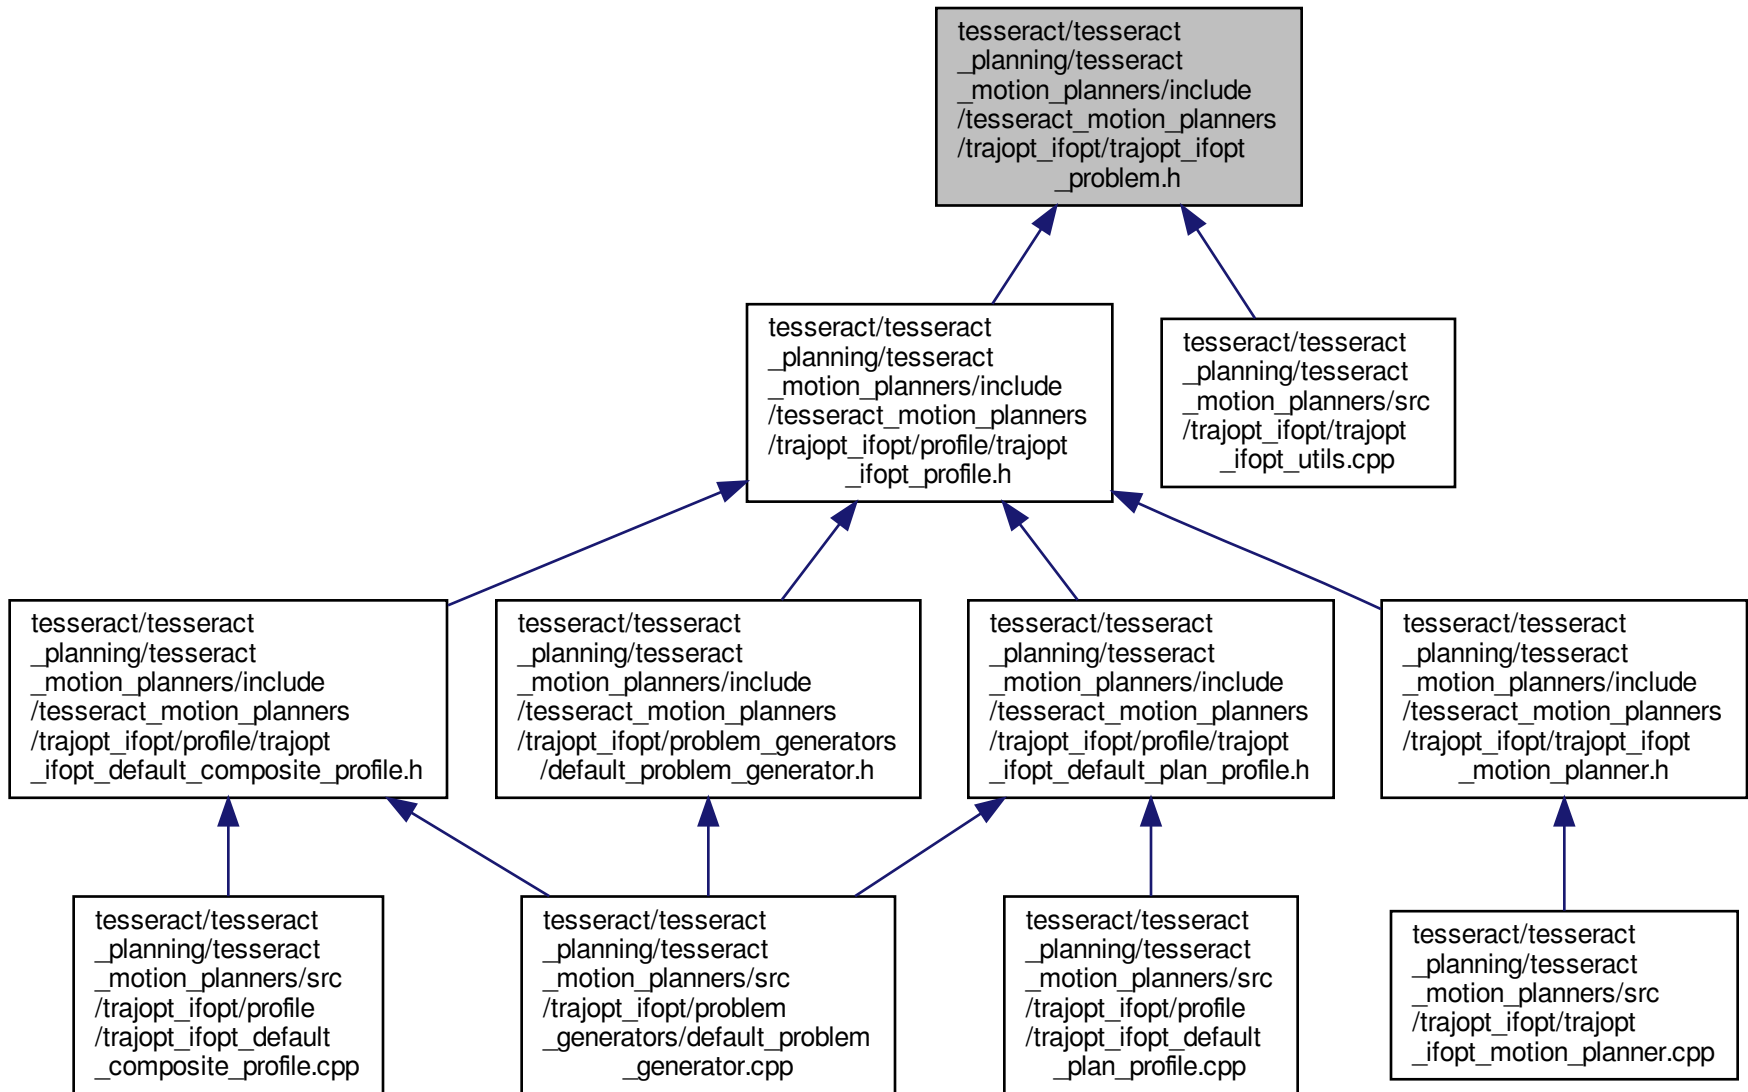 tesseract/tesseract
_planning/tesseract
_motion_planners/include
/tesseract_motion_planners
/trajopt_ifopt/trajopt_ifopt
_problem.h
tesseract/tesseract
_planning/tesseract
_motion_planners/include
/tesseract_motion_planners
/trajopt_ifopt/profile/trajopt
_ifopt_profile.h
tesseract/tesseract
_planning/tesseract
_motion_planners/src
/trajopt_ifopt/trajopt
_ifopt_utils.cpp
tesseract/tesseract
_planning/tesseract
_motion_planners/include
/tesseract_motion_planners
/trajopt_ifopt/profile/trajopt
_ifopt_default_composite_profile.h
tesseract/tesseract
_planning/tesseract
_motion_planners/include
/tesseract_motion_planners
/trajopt_ifopt/problem_generators
/default_problem_generator.h
tesseract/tesseract
_planning/tesseract
_motion_planners/include
/tesseract_motion_planners
/trajopt_ifopt/profile/trajopt
_ifopt_default_plan_profile.h
tesseract/tesseract
_planning/tesseract
_motion_planners/include
/tesseract_motion_planners
/trajopt_ifopt/trajopt_ifopt
_motion_planner.h
tesseract/tesseract
_planning/tesseract
_motion_planners/src
/trajopt_ifopt/profile
/trajopt_ifopt_default
_composite_profile.cpp
tesseract/tesseract
_planning/tesseract
_motion_planners/src
/trajopt_ifopt/problem
_generators/default_problem
_generator.cpp
tesseract/tesseract
_planning/tesseract
_motion_planners/src
/trajopt_ifopt/profile
/trajopt_ifopt_default
_plan_profile.cpp
tesseract/tesseract
_planning/tesseract
_motion_planners/src
/trajopt_ifopt/trajopt
_ifopt_motion_planner.cpp